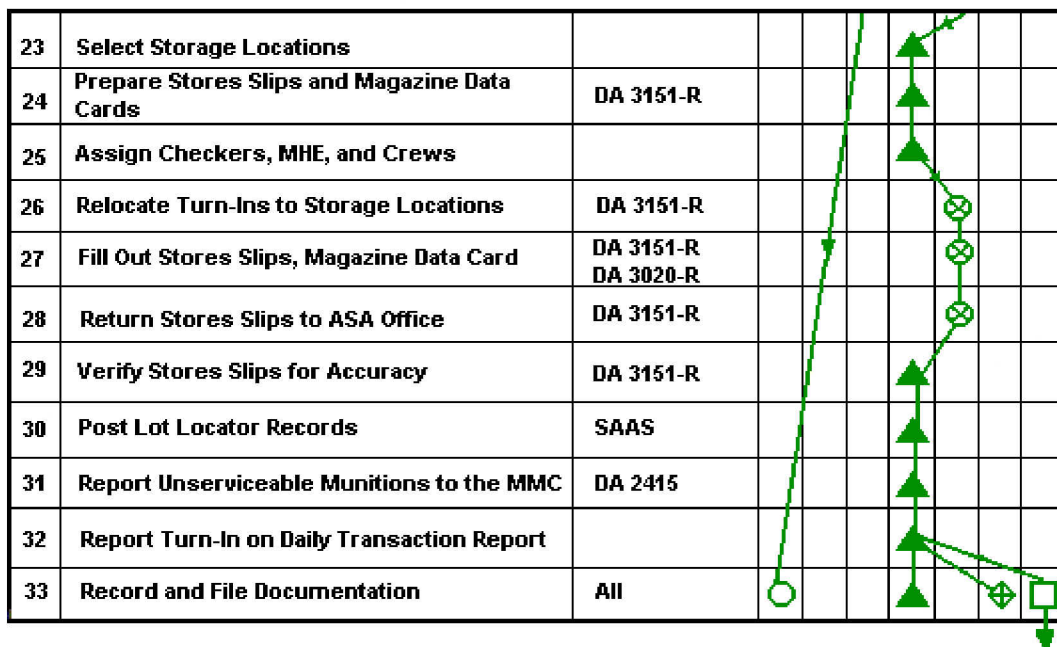 23 Select Storage Locations
24 Prepare Stores Slips and Magazine Data
Cards DA 3151-R
25 Assign Checkers, MHE, and Crews
26 Relocate Turn-Ins to Storage Locations DA 3151-R
27 Fill Out Stores Slips, Magazine Data Card DA 3151-R
DA 3020-R
28 Return Stores Slips to ASA Office DA 3151-R
29 Verify Stores Slips for Accuracy DA 3151-R
30 Post Lot Locator Records SAAS
31 Report Unserviceable Munitions to the MMC DA 2415
32 Report Turn-In on Daily Transaction Report
33 Record and File Documentation All